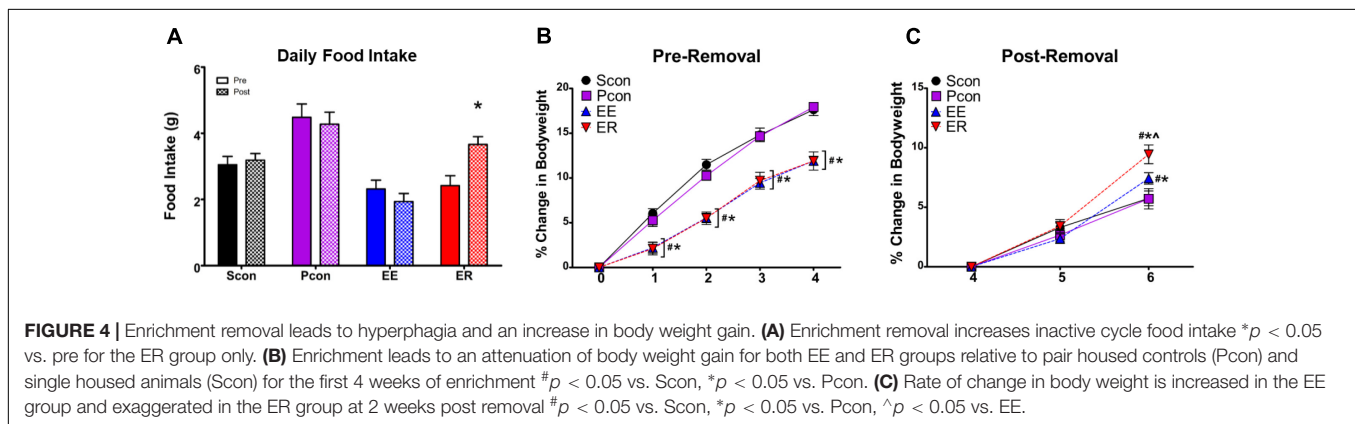 A
Daily Food Intake
Pre
Post
Food Intake (g)
6
4
2
0
*
Scon
Pcon
EE
ER
B
Pre-Removal
Scon
Pcon
EE
ER
% Change in Bodyweight
20
15
10
5
0
#*
#*
#*
#*
0
1
2
3
4
C
Post-Removal
Scon
Pcon
EE
ER
% Change in Bodyweight
15
10
5
0
#*^
#*
4
5
6
FIGURE 4 | Enrichment removal leads to hyperphagia and an increase in body weight gain. (A) Enrichment removal increases inactive cycle food intake *p < 0.05
vs. pre for the ER group only. (B) Enrichment leads to an attenuation of body weight gain for both EE and ER groups relative to pair housed controls (Pcon) and
single housed animals (Scon) for the first 4 weeks of enrichment #p < 0.05 vs. Scon, *p < 0.05 vs. Pcon. (C) Rate of change in body weight is increased in the EE
group and exaggerated in the ER group at 2 weeks post removal #p < 0.05 vs. Scon, *p < 0.05 vs. Pcon, ^p < 0.05 vs. EE.